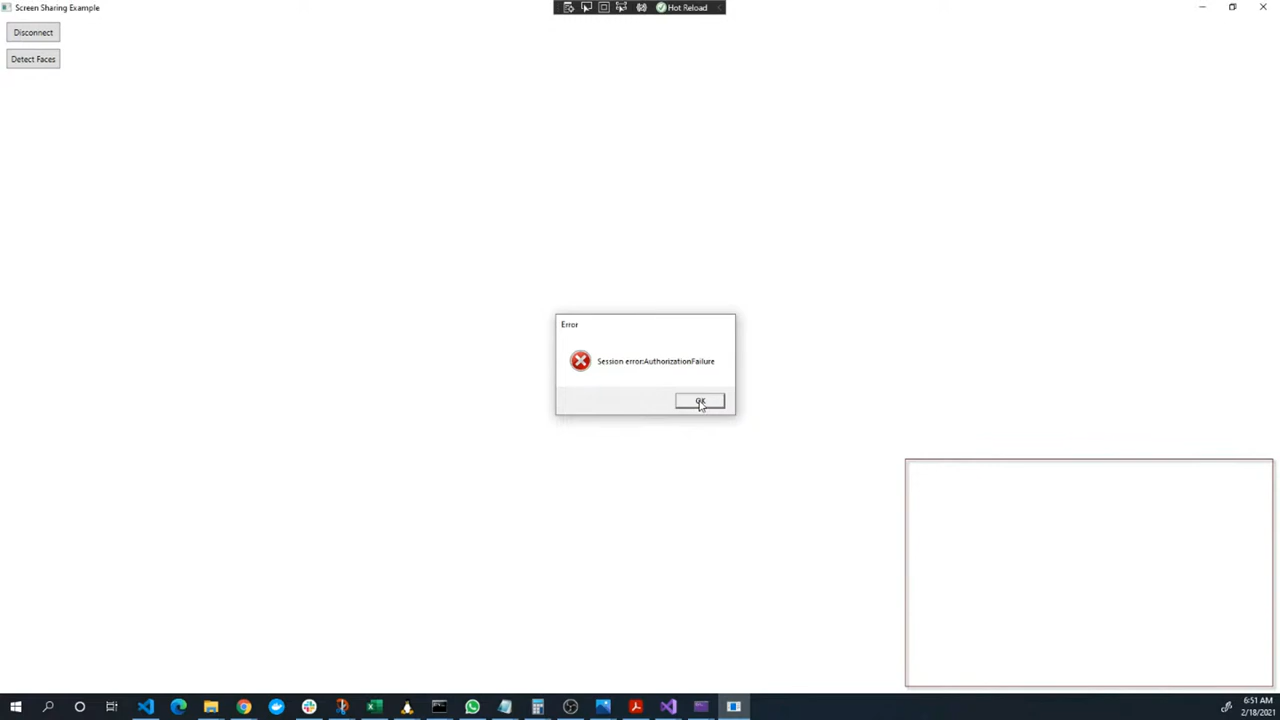 Screen Sharing Example
Hot Reload
Disconnect
Detect Faces
Error
Session error:AuthorizationFailure
OK
6:51 AM
2/18/2021